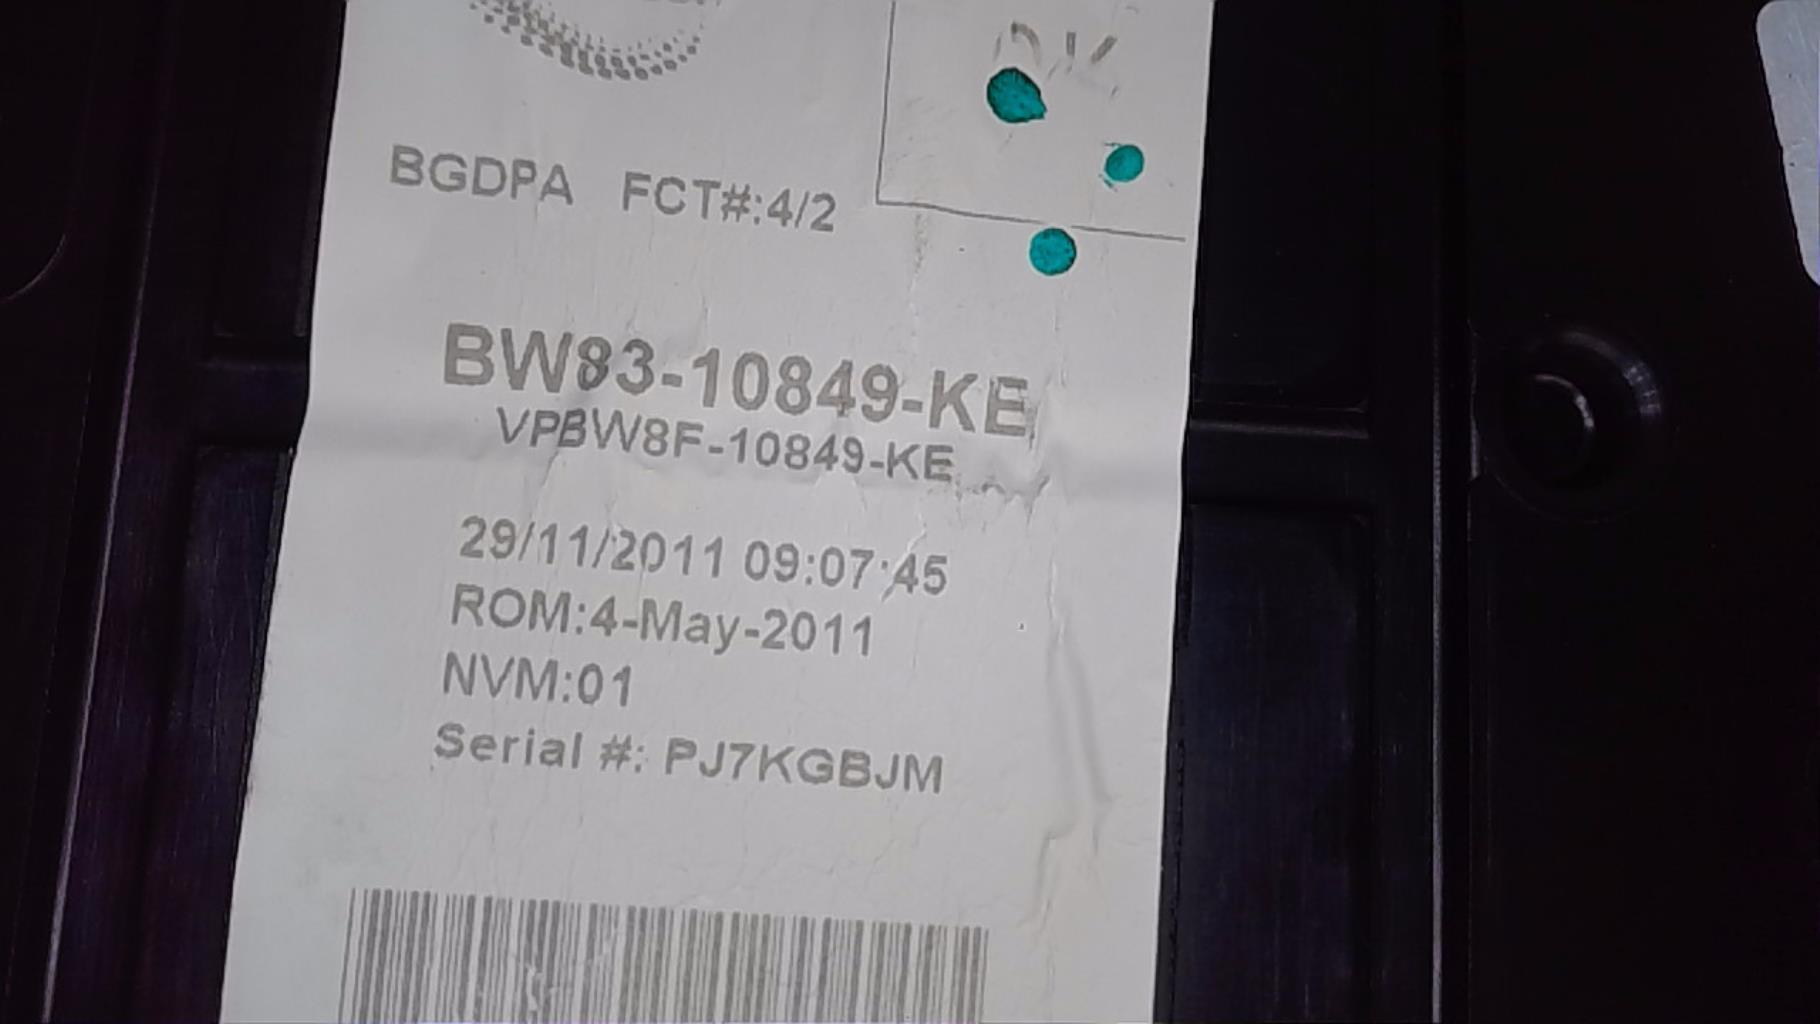 BGDPA FCT#:4/2
BW83-10849-KE
VPBW8F-10849-KE
29/11/2011 09:07:45
ROM:4-May-2011
NVM:01
Serial #: PJ7KGBJM